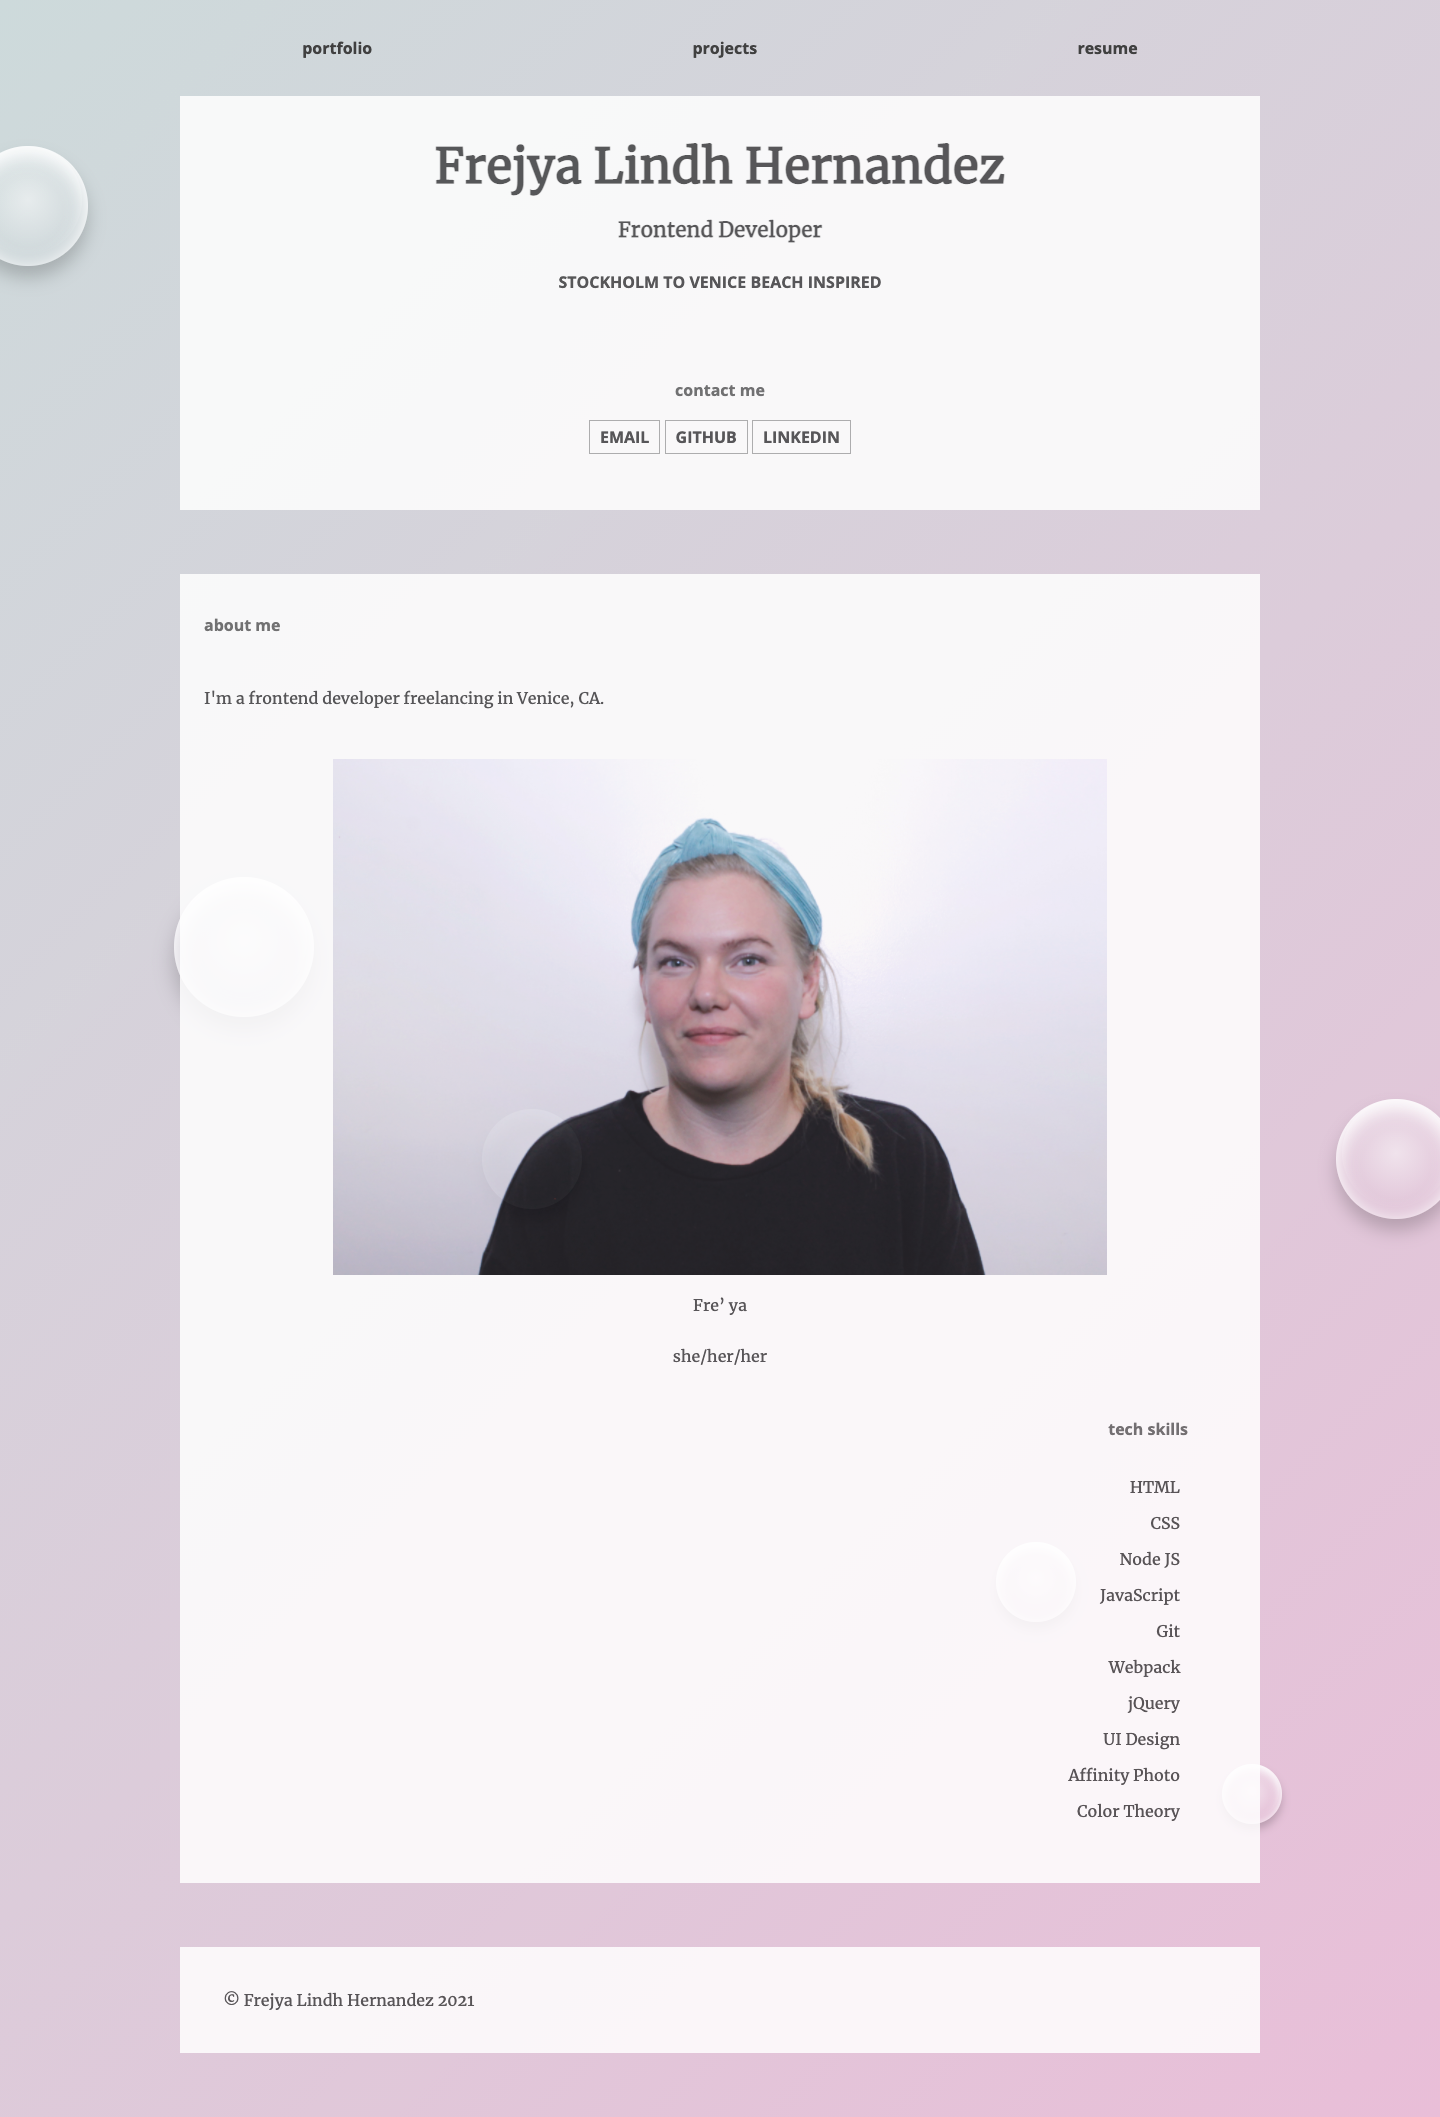 portfolio projects resume
Frejya Lindh Hernandez
Frontend Developer
STOCKHOLM TO VENICE BEACH INSPIRED
contact me
EMAIL GITHUB LINKEDIN
about me
I'm a frontend developer freelancing in Venice, CA.
Fre’ ya
she/her/her
tech skills
HTML
CSS
Node JS
JavaScript
Git
Webpack
jQuery
UI Design
Affinity Photo
Color Theory
© Frejya Lindh Hernandez 2021